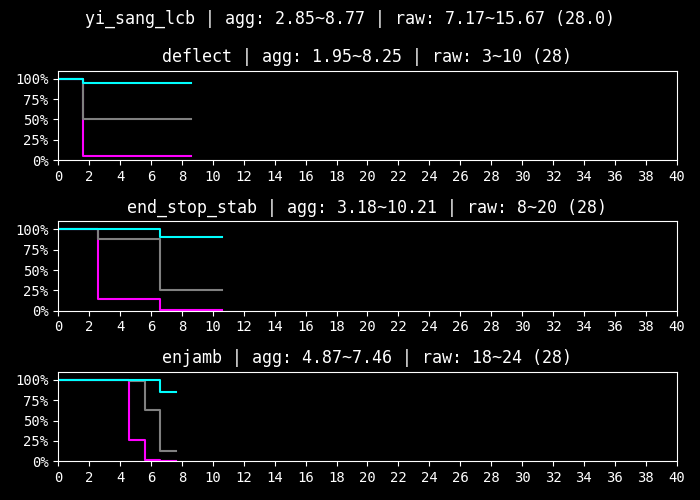 yi_sang_lcb | agg: 2.85~8.77 | raw: 7.17~15.67 (28.0)
deflect | agg: 1.95~8.25 | raw: 3~10 (28)
100%
75%
50%
25%
0%
0 2 4 6 8 10 12 14 16 18 20 22 24 26 28 30 32 34 36 38 40
end_stop_stab | agg: 3.18~10.21 | raw: 8~20 (28)
100%
75%
50%
25%
0%
0 2 4 6 8 10 12 14 16 18 20 22 24 26 28 30 32 34 36 38 40
enjamb | agg: 4.87~7.46 | raw: 18~24 (28)
100%
75%
50%
25%
0%
0 2 4 6 8 10 12 14 16 18 20 22 24 26 28 30 32 34 36 38 40